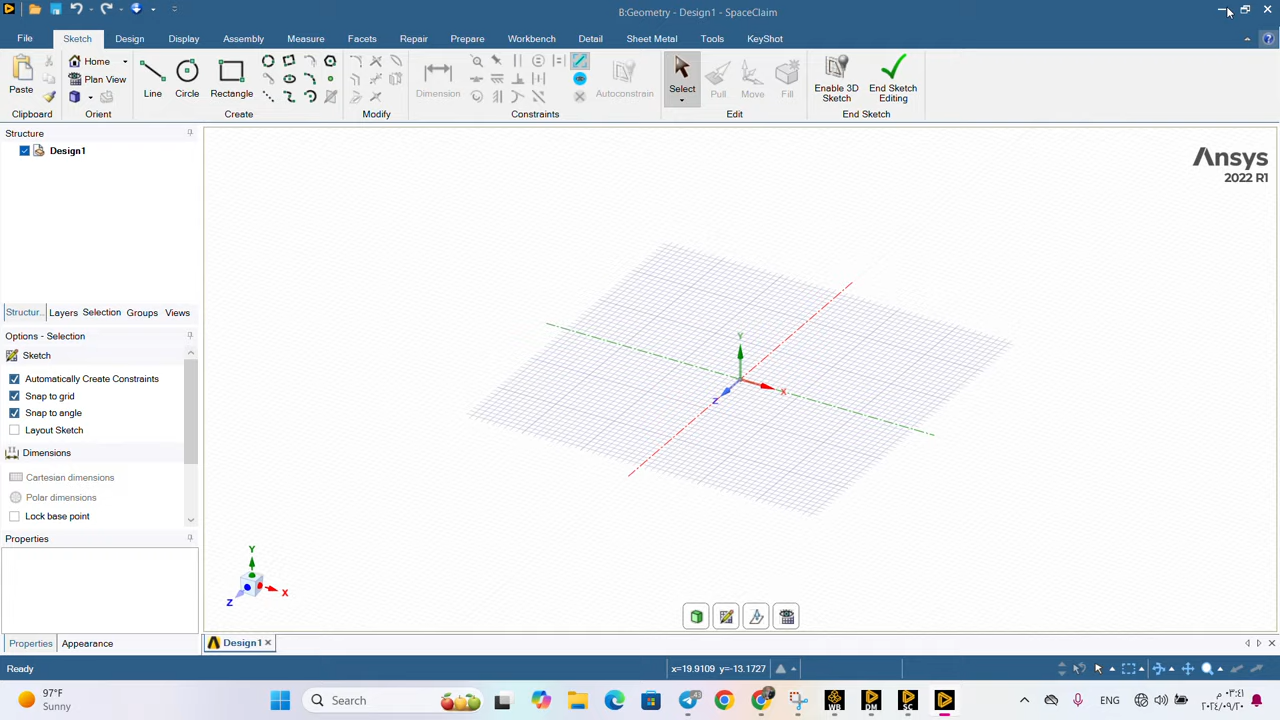 B:Geometry - Design1 - SpaceClaim
File Sketch Design Display Assembly Measure Facets Repair Prepare Workbench Detail Sheet Metal Tools KeyShot
Paste
Home
Plan View
Line Circle Rectangle
Dimension
Autoconstrain
Select Pull Move Fill
Enable 3D Sketch
End Sketch Editing
Clipboard Orient Create Modify Constraints Edit End Sketch
Structure
Design1
Ansys
2022 R1
Y
X
Z
Structur... Layers Selection Groups Views
Options - Selection
Sketch
Automatically Create Constraints
Snap to grid
Snap to angle
Layout Sketch
Dimensions
Cartesian dimensions
Polar dimensions
Lock base point
Properties
Y
X
Z
Properties Appearance
Design1
Ready
x=19.9109 y=-13.1727
97°F
Sunny
Search
WB DM SC
ENG